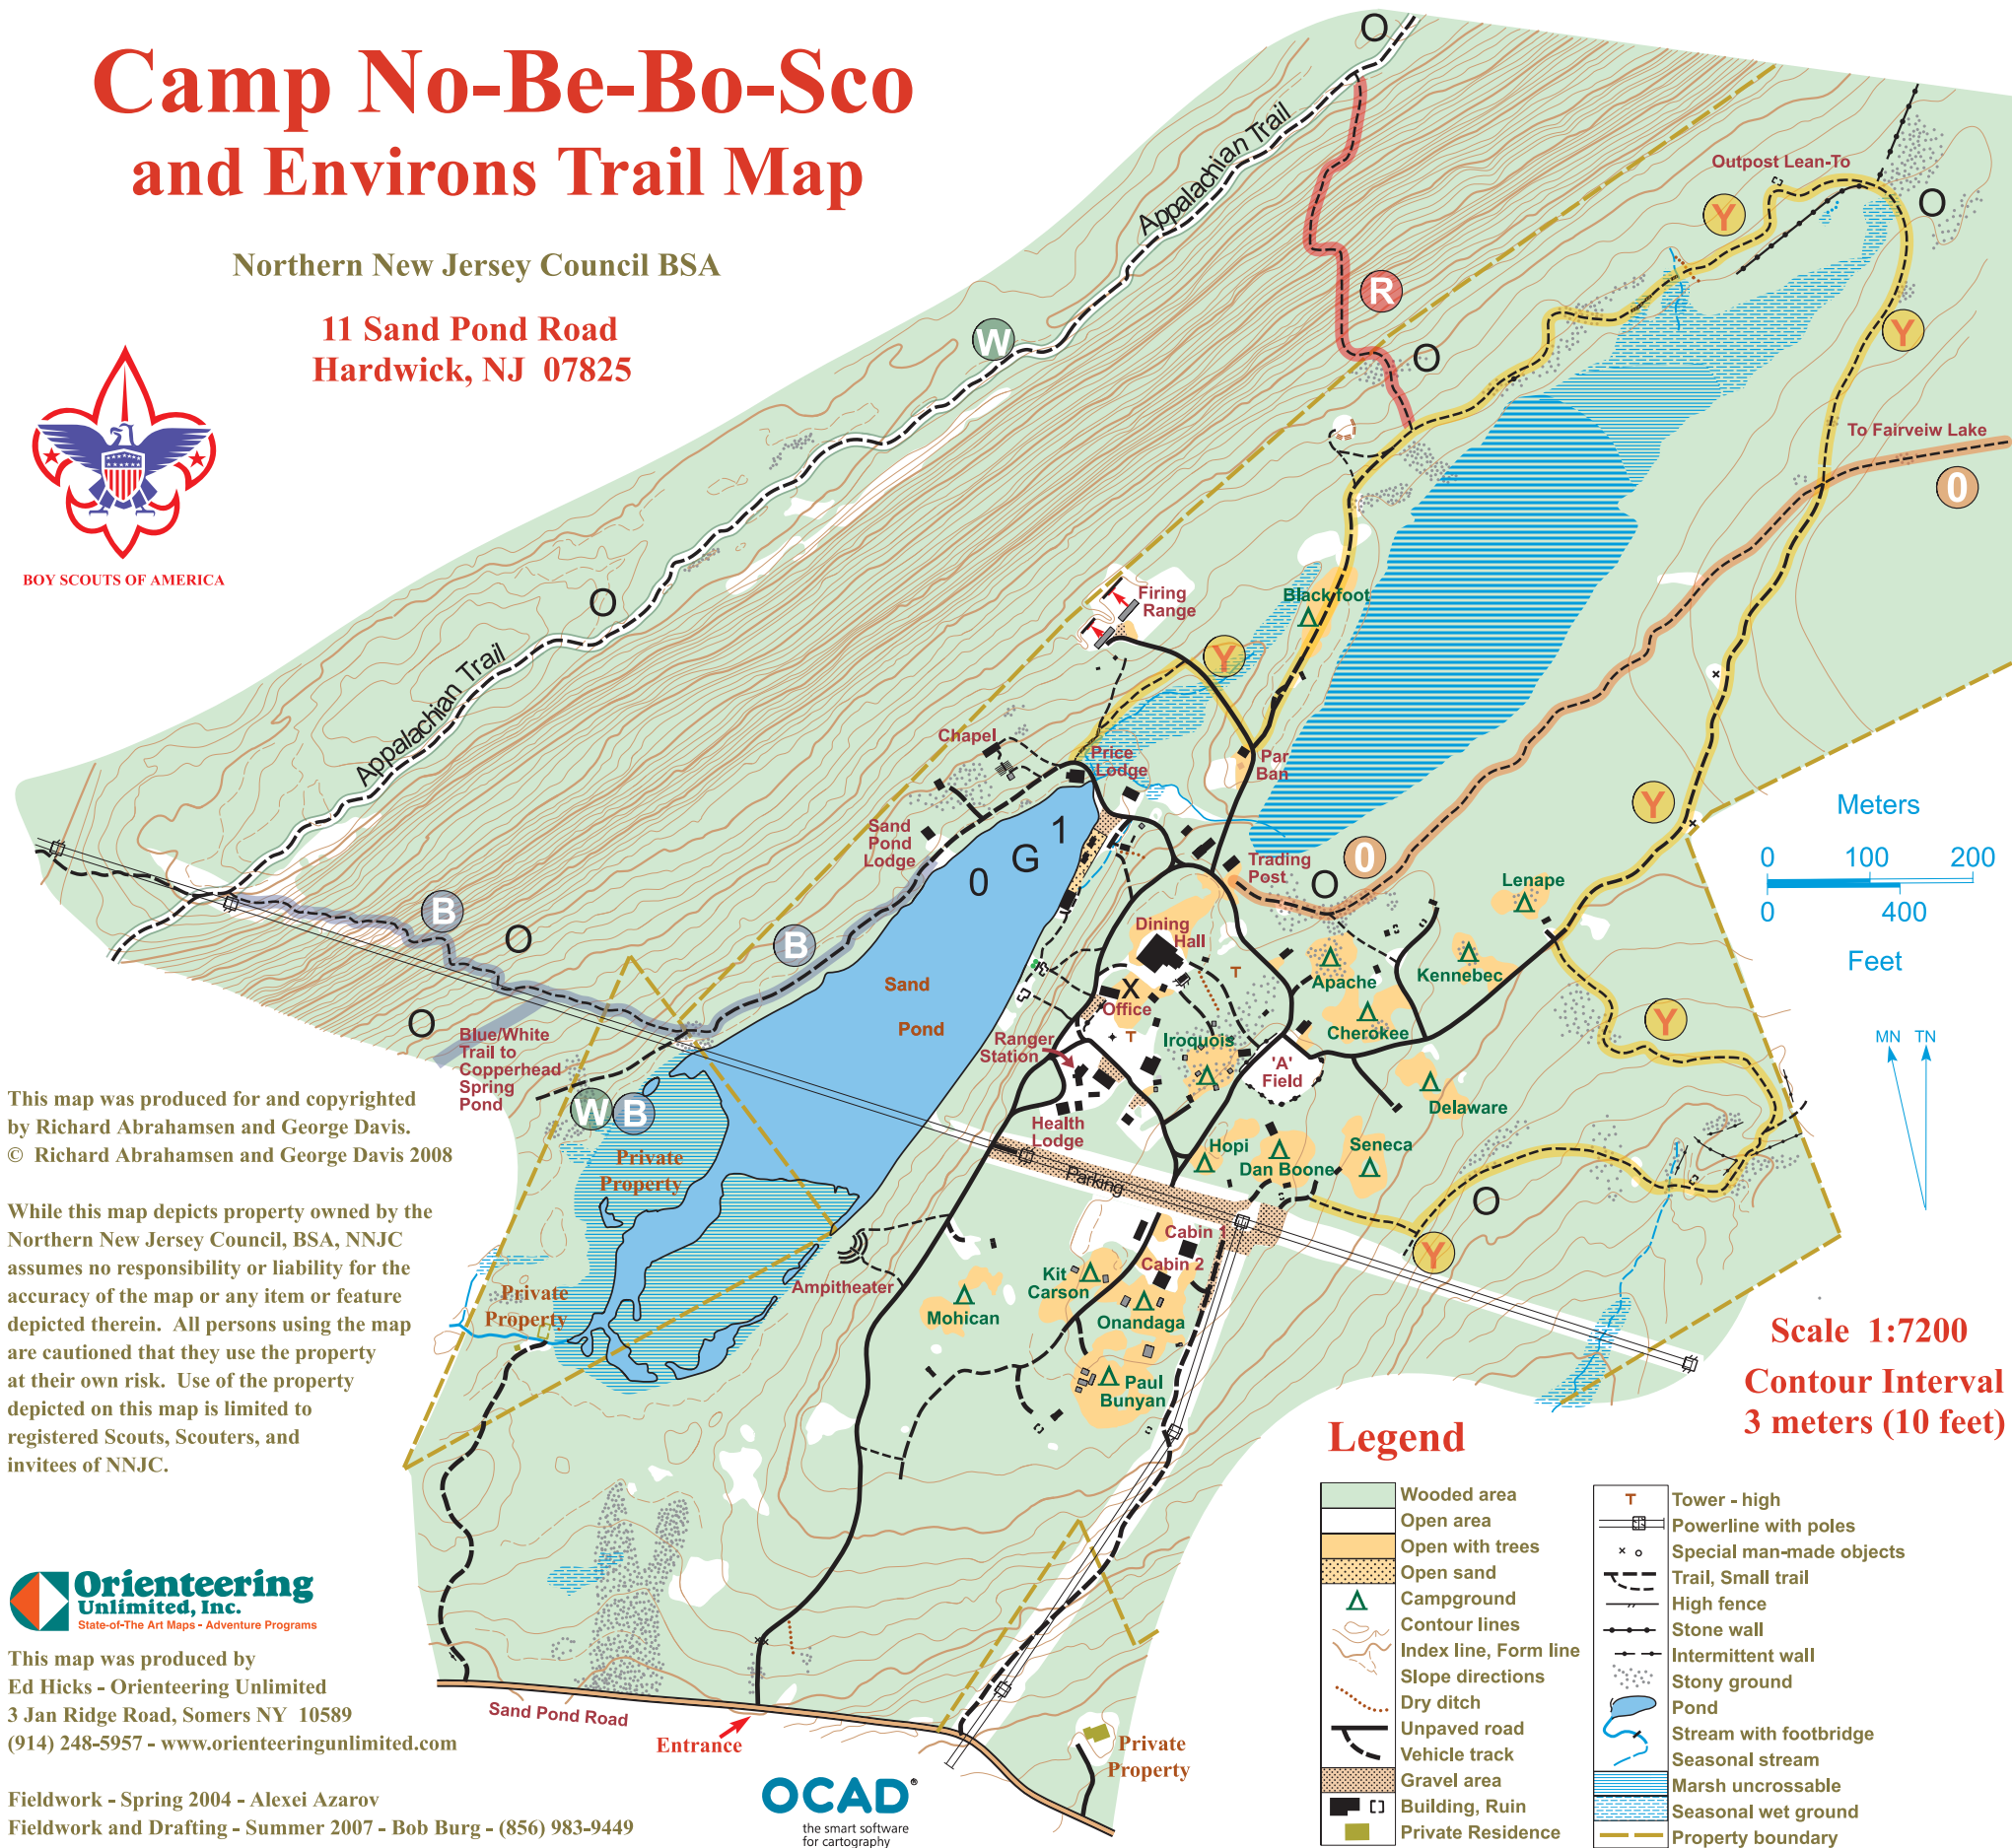 Camp No-Be-Bo-Sco
and Environs Trail Map
Northern New Jersey Council BSA
11 Sand Pond Road
Hardwick, NJ 07825
BOY SCOUTS OF AMERICA
O
Appalachian Trail
Outpost Lean-To
Y
O
W
R
O
Y
To Fairveiw Lake
0
O
Appalachian Trail
Firing
Range
Black foot
Y
Chapel
Price
Lodge
Par
Ban
Y
Meters
0 100 200
0 400
Feet
Sand
Pond
Lodge
1
G
0
Trading
Post
0
O
Lenape
B
O
B
Dining
Hall
T
Apache
Kennebec
Sand
Pond
X
Office
Cherokee
Y
O
Blue/White
Trail to
Copperhead
Spring
Pond
Ranger
Station
T
Iroquois
'A'
Field
MN TN
Delaware
W
B
Health
Lodge
Hopi
Dan Boone
Seneca
Private
Property
Parking
O
Cabin 1
Y
Cabin 2
Ampitheater
Kit
Carson
Mohican
Onandaga
Private
Property
Paul
Bunyan
This map was produced for and copyrighted
by Richard Abrahamsen and George Davis.
© Richard Abrahamsen and George Davis 2008
While this map depicts property owned by the
Northern New Jersey Council, BSA, NNJC
assumes no responsibility or liability for the
accuracy of the map or any item or feature
depicted therein. All persons using the map
are cautioned that they use the property
at their own risk. Use of the property
depicted on this map is limited to
registered Scouts, Scouters, and
invitees of NNJC.
Scale 1:7200
Contour Interval
3 meters (10 feet)
Orienteering
Unlimited, Inc.
State-of-The Art Maps - Adventure Programs
This map was produced by
Ed Hicks - Orienteering Unlimited
3 Jan Ridge Road, Somers NY 10589
(914) 248-5957 - www.orienteeringunlimited.com
Fieldwork - Spring 2004 - Alexei Azarov
Fieldwork and Drafting - Summer 2007 - Bob Burg - (856) 983-9449
Sand Pond Road
Entrance
Private
Property
OCAD®
the smart software
for cartography
Legend
Wooded area
Open area
Open with trees
Open sand
Campground
Contour lines
Index line, Form line
Slope directions
Dry ditch
Unpaved road
Vehicle track
Gravel area
Building, Ruin
Private Residence
T Tower - high
Powerline with poles
Special man-made objects
Trail, Small trail
High fence
Stone wall
Intermittent wall
Stony ground
Pond
Stream with footbridge
Seasonal stream
Marsh uncrossable
Seasonal wet ground
Property boundary